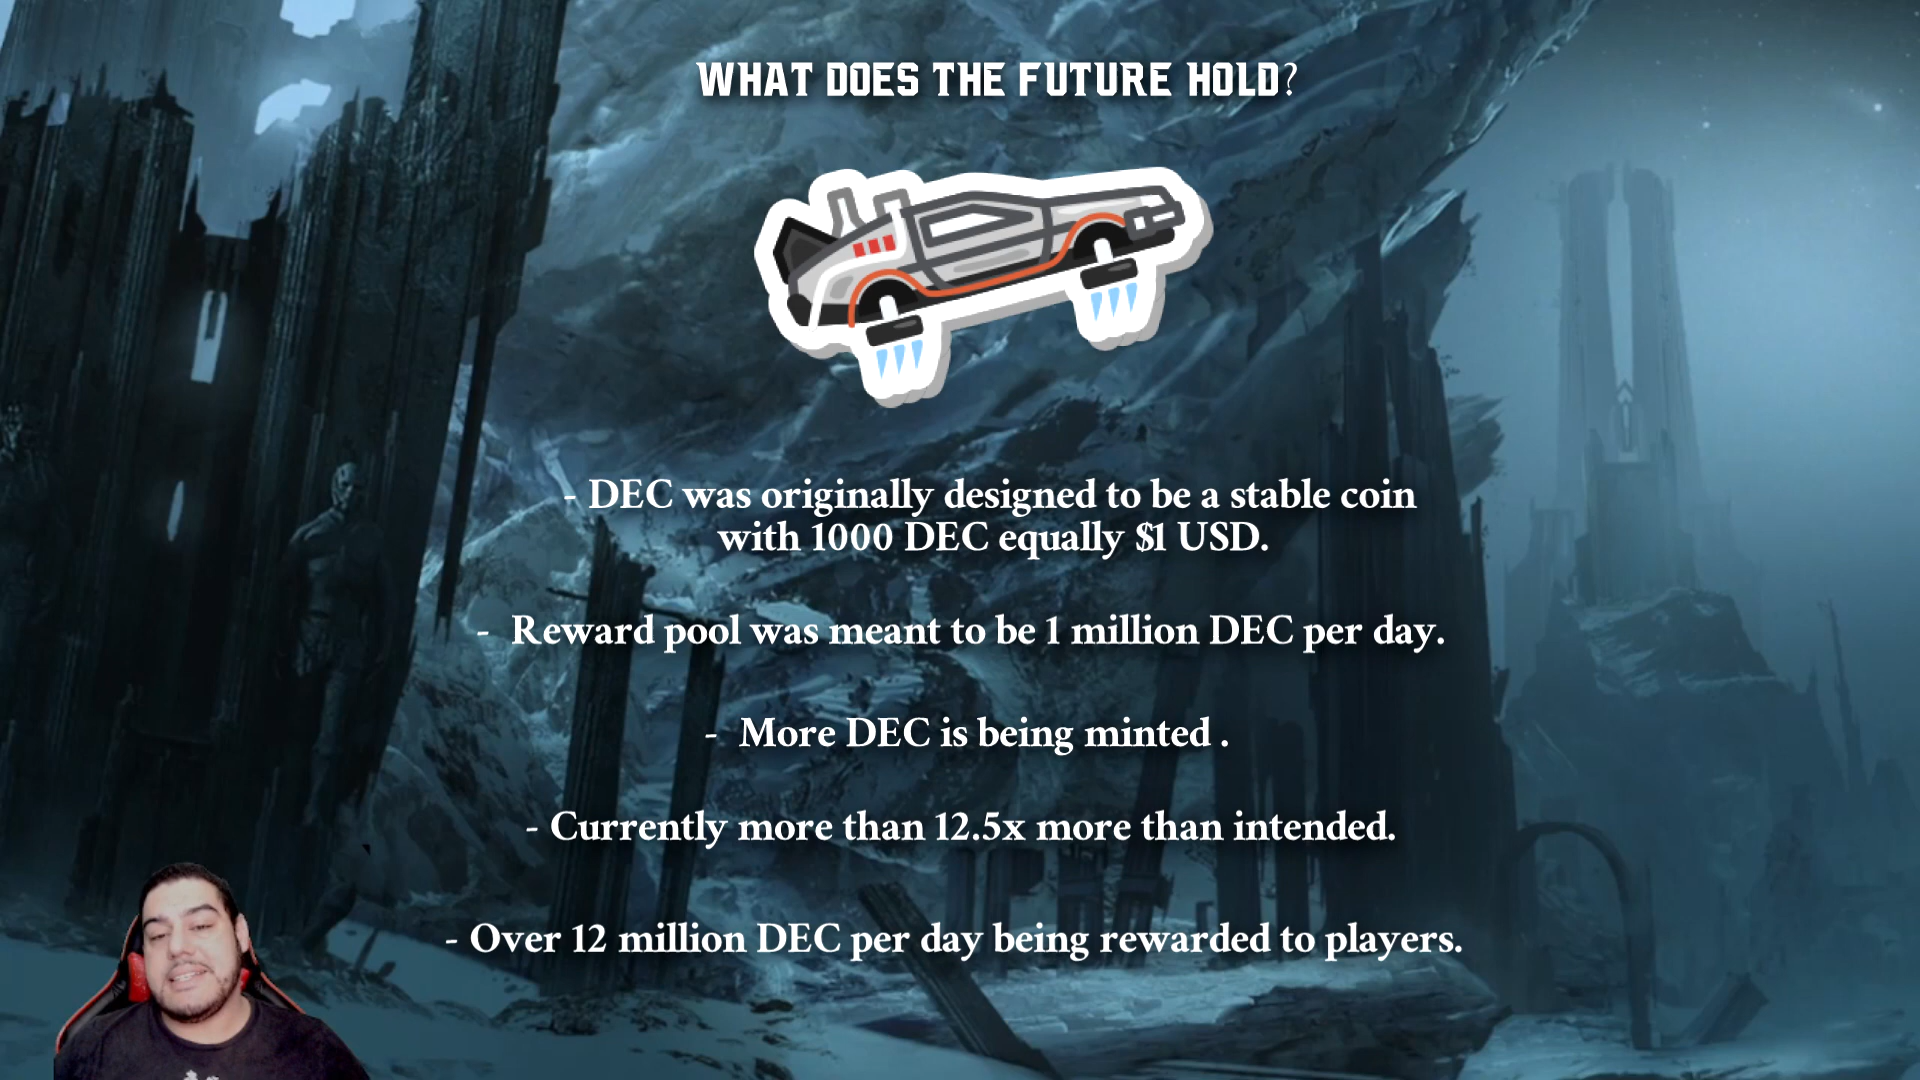 WHAT DOES THE FUTURE HOLD?
- DEC was originally designed to be a stable coin
with 1000 DEC equally $1 USD.
- Reward pool was meant to be 1 million DEC per day.
- More DEC is being minted .
- Currently more than 12.5x more than intended.
- Over 12 million DEC per day being rewarded to players.